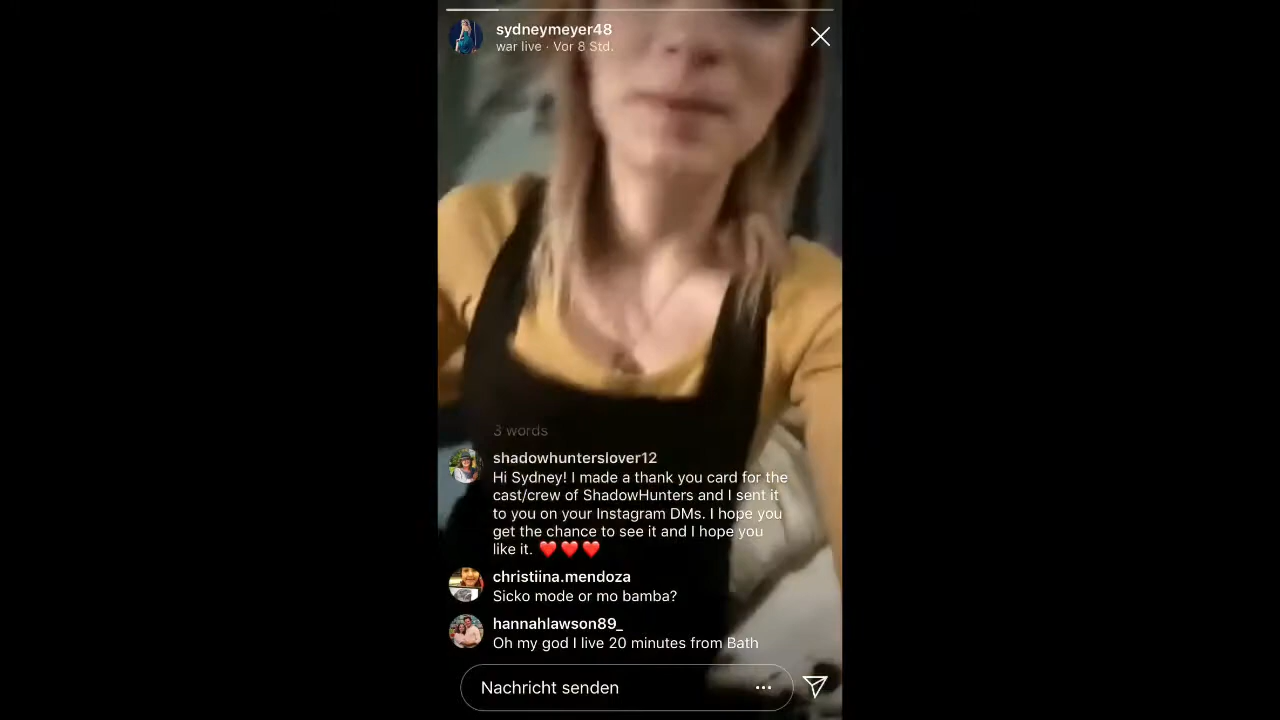 sydneymeyer48
war live · Vor 8 Std.
3 words
shadowhunterslover12
Hi Sydney! I made a thank you card for the
cast/crew of ShadowHunters and I sent it
to you on your Instagram DMs. I hope you
get the chance to see it and I hope you
like it. ❤️❤️❤️
christiina.mendoza
Sicko mode or mo bamba?
hannahlawson89_
Oh my god I live 20 minutes from Bath
Nachricht senden